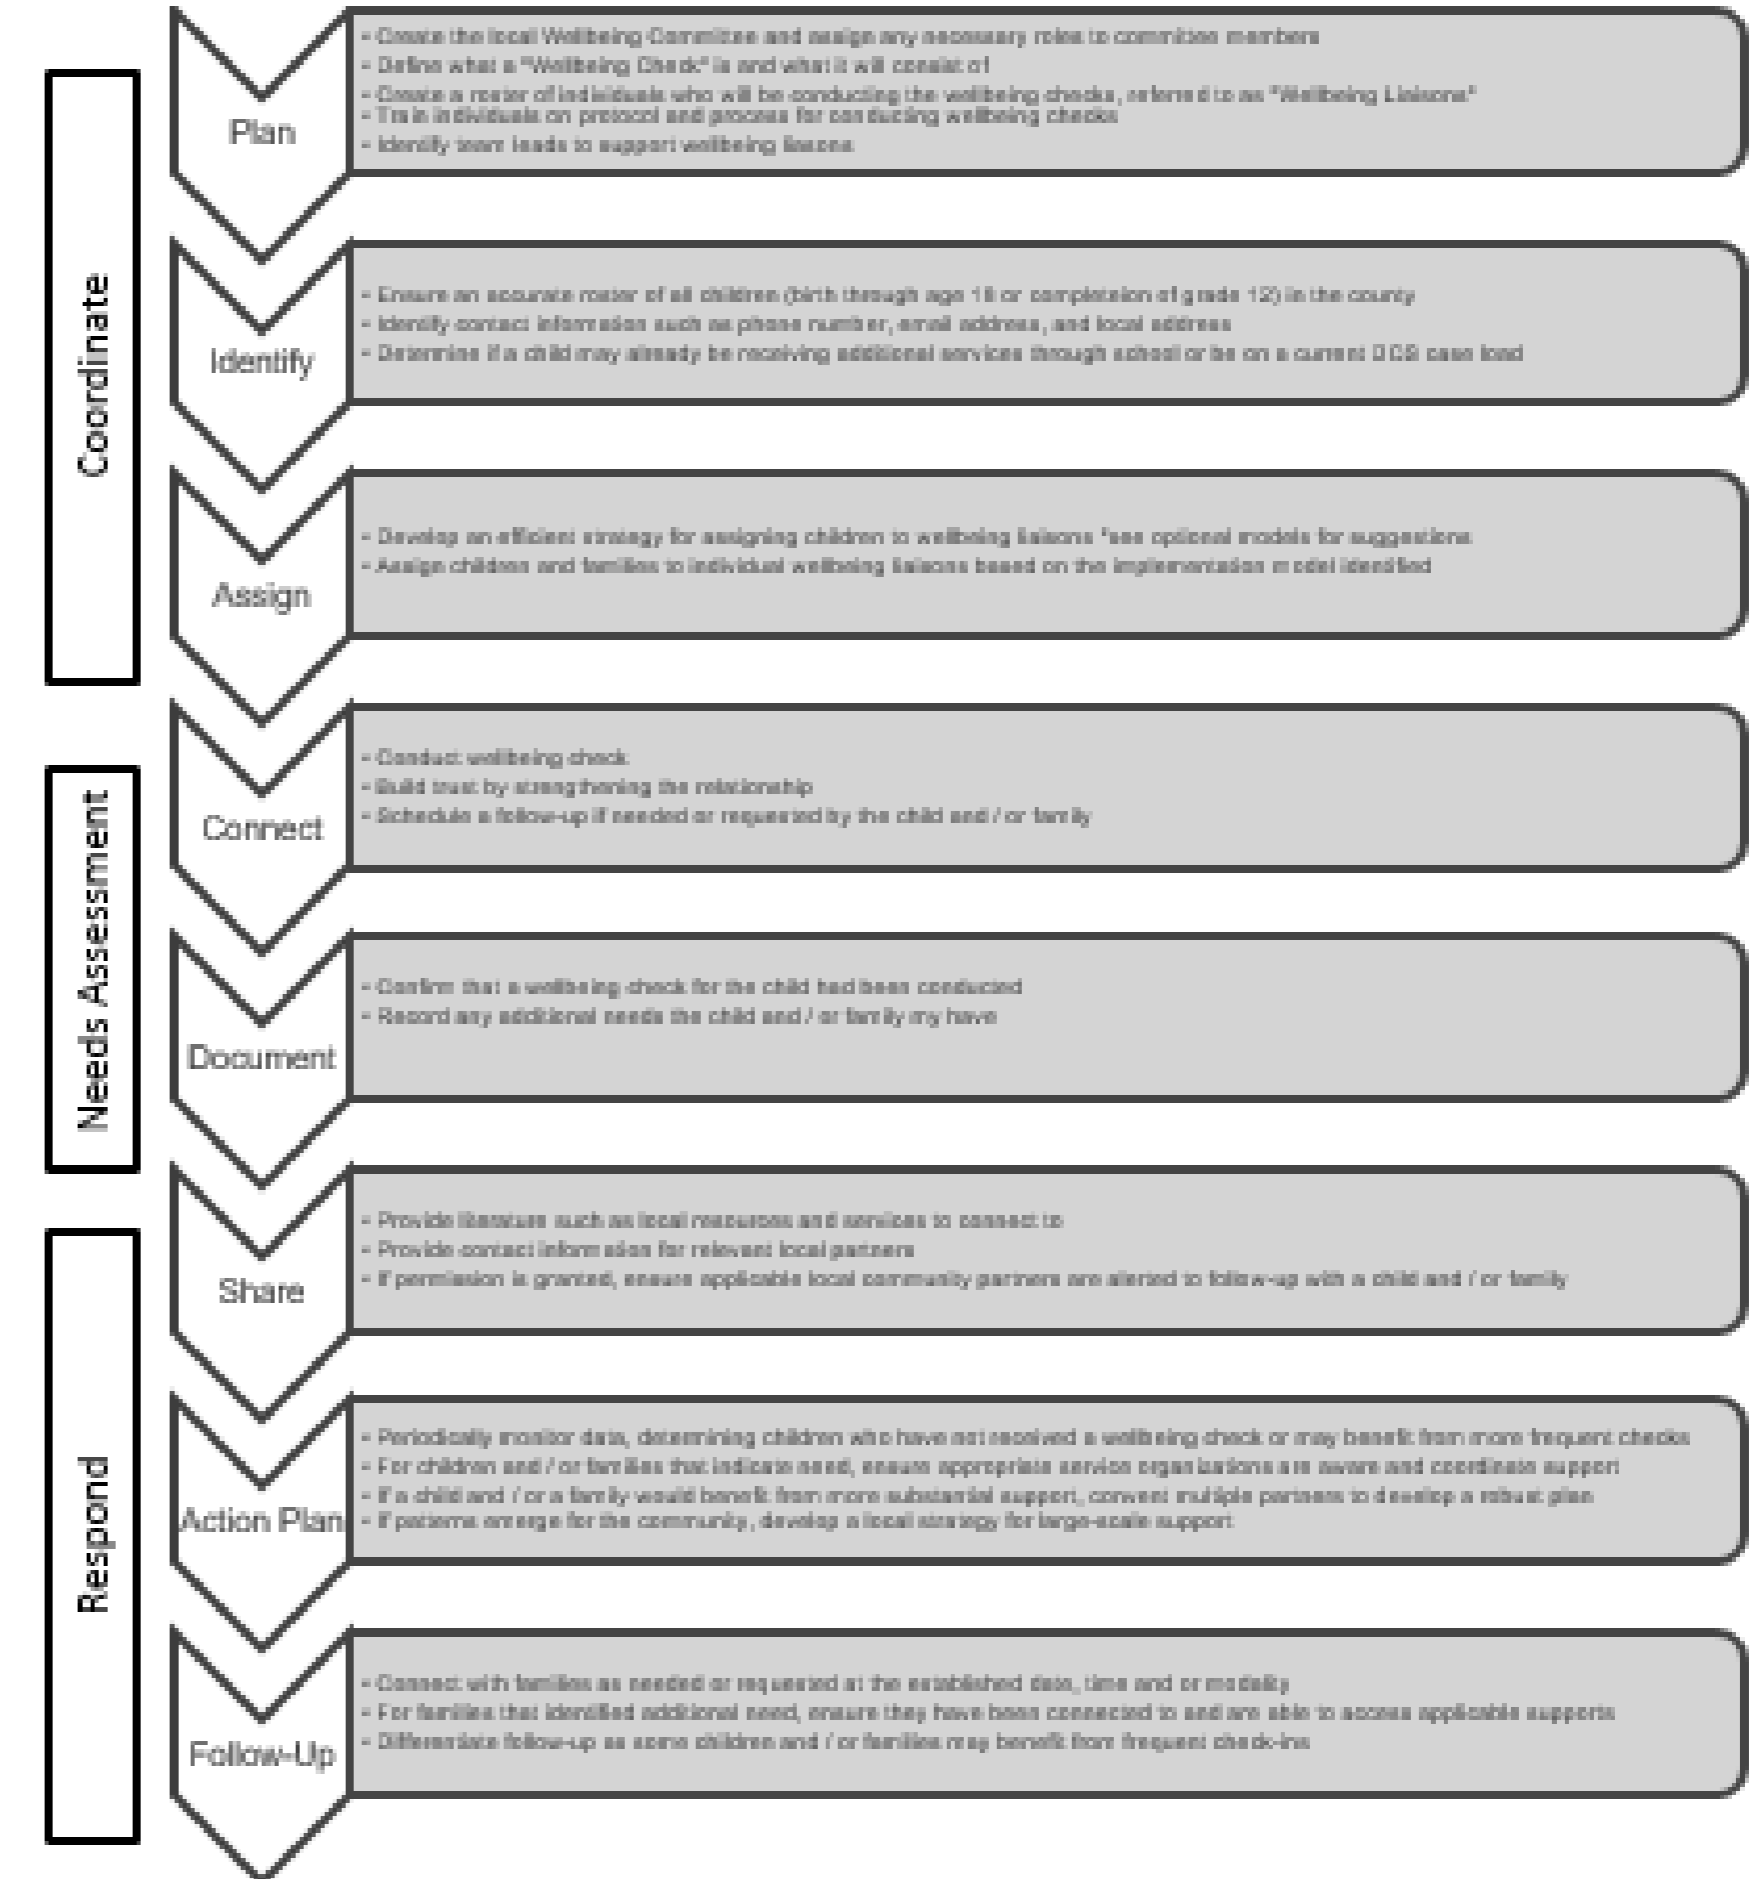 Coordinate
Plan
- Create the local Wellbeing Committee and assign any necessary roles to committee members
- Define what a "Wellbeing Check" is and what it will consist of
- Create a roster of individuals who will be conducting the wellbeing checks, referred to as "Wellbeing Liaisons"
- Train individuals on protocol and process for conducting wellbeing checks
- Identify team leads to support wellbeing liasons
Identify
- Ensure an accurate roster of all children (birth through age 18 or completeion of grade 12) in the county
- Identify contact information such as phone number, email address, and local address
- Determine if a child may already be receiving additional services through school or be on a current DCS case load
Assign
- Develop an efficient strategy for assigning children to wellbeing liaisons *see optional models for suggestions
- Assign children and families to individual wellbeing liaisons based on the implementation model identified
Needs Assessment
Connect
- Conduct wellbeing check
- Build trust by strengthening the relationship
- Schedule a follow-up if needed or requested by the child and / or family
Document
- Confirm that a wellbeing check for the child had been conducted
- Record any additional needs the child and / or family my have
Respond
Share
- Provide literature such as local resources and services to connect to
- Provide contact information for relevant local partners
- If permission is granted, ensure applicable local community partners are alerted to follow-up with a child and / or family
Action Plan
- Periodically monitor data, determining children who have not received a wellbeing check or may benefit from more frequent checks
- For children and / or families that indicate need, ensure appropriate service organizations are aware and coordinate support
- If a child and / or a family would benefit from more substantial support, convent multiple partners to develop a robust plan
- If patterns emerge for the community, develop a local strategy for large-scale support
Follow-Up
- Connect with families as needed or requested at the established date, time and or modality
- For families that identified additional need, ensure they have been connected to and are able to access applicable supports
- Differentiate follow-up as some children and / or families may benefit from frequent check-ins